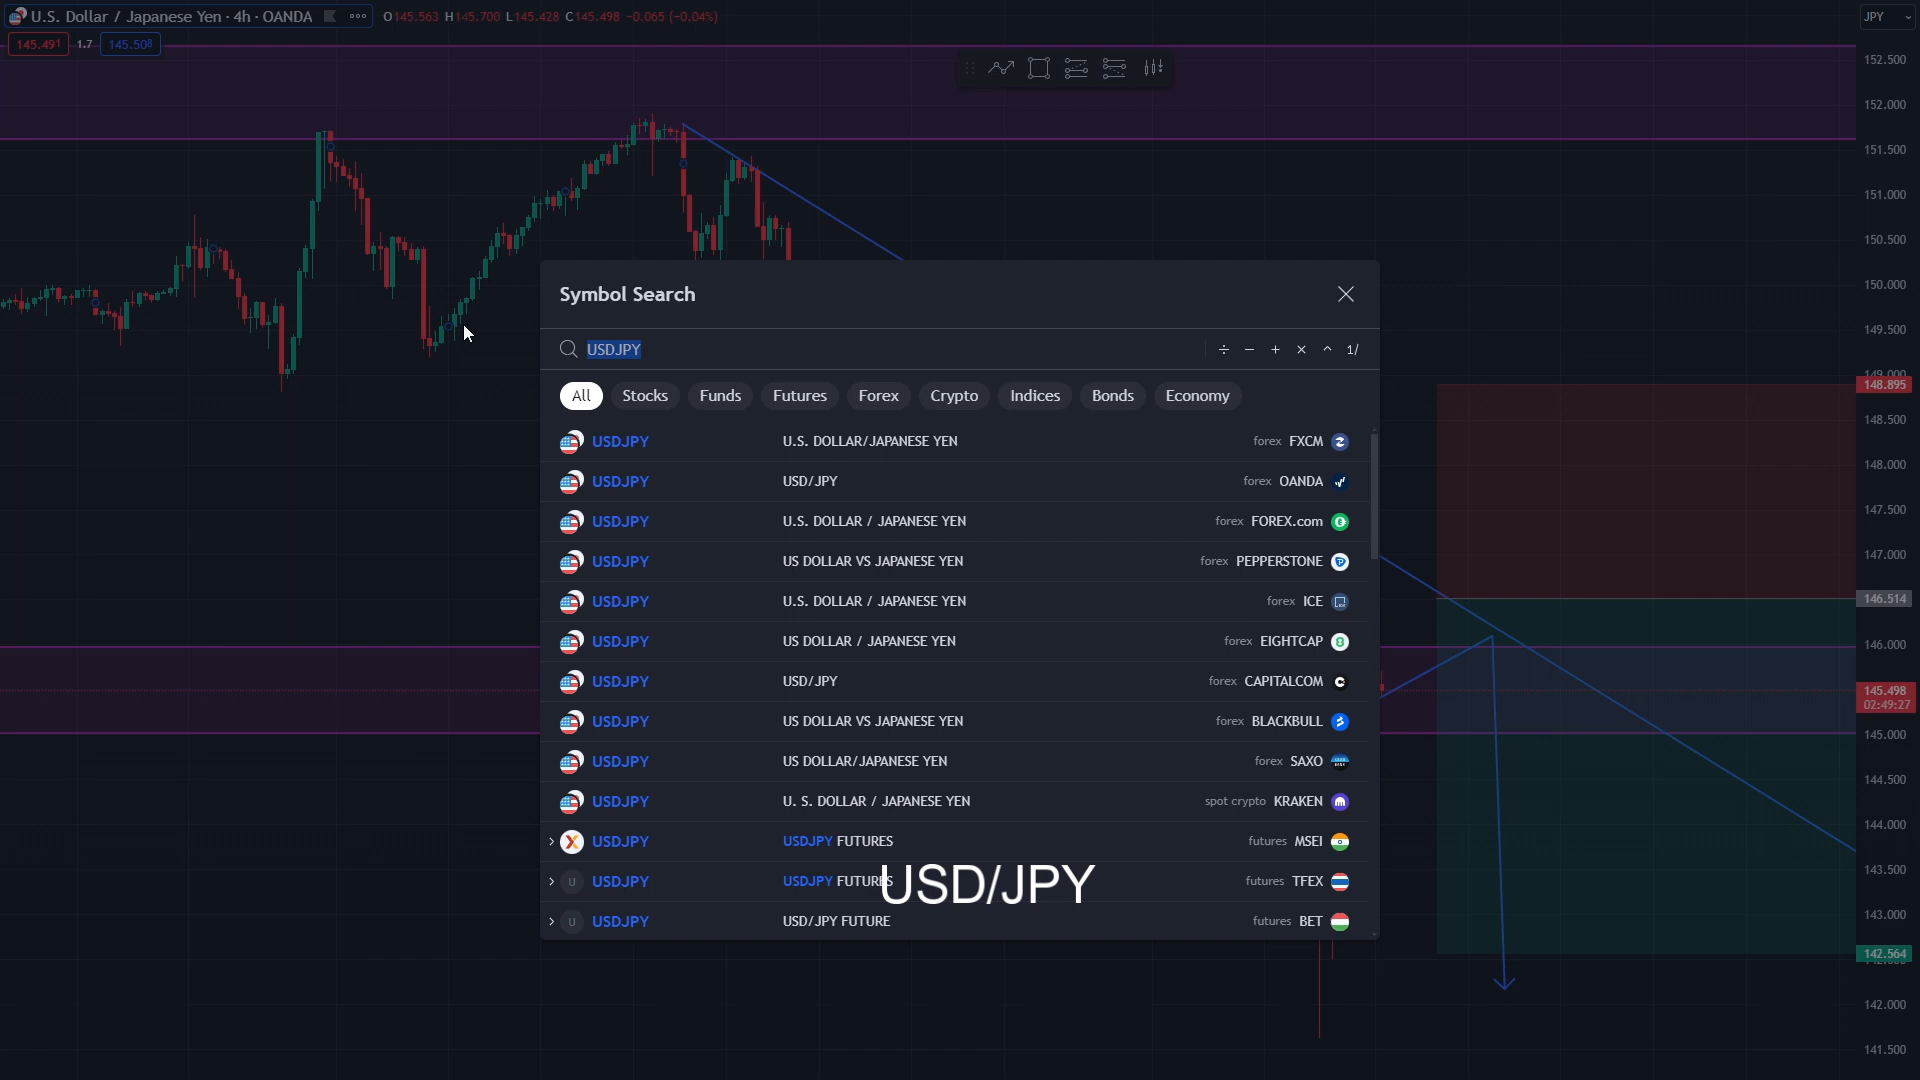 U.S. Dollar / Japanese Yen · 4h · OANDA O145.563 H145.700 L145.428 C145.498 −0.065 (−0.04%)
JPY
145.491 1.7 145.508
152.500
152.000
151.500
151.000
150.500
150.000
149.500
149.000
148.895
148.500
148.000
147.500
147.000
146.514
146.000
145.498
02:49:27
145.000
144.500
144.000
143.500
143.000
142.564
142.000
141.500
Symbol Search
USDJPY ÷ − + × ^ 1/
All Stocks Funds Futures Forex Crypto Indices Bonds Economy
USDJPY U.S. DOLLAR/JAPANESE YEN forex FXCM
USDJPY USD/JPY forex OANDA
USDJPY U.S. DOLLAR / JAPANESE YEN forex FOREX.com
USDJPY US DOLLAR VS JAPANESE YEN forex PEPPERSTONE
USDJPY U.S. DOLLAR / JAPANESE YEN forex ICE
USDJPY US DOLLAR / JAPANESE YEN forex EIGHTCAP
USDJPY USD/JPY forex CAPITALCOM
USDJPY US DOLLAR VS JAPANESE YEN forex BLACKBULL
USDJPY US DOLLAR/JAPANESE YEN forex SAXO
USDJPY U. S. DOLLAR / JAPANESE YEN spot crypto KRAKEN
USDJPY USDJPY FUTURES futures MSEI
U USDJPY USDJPY FUTURES futures TFEX
U USDJPY USD/JPY FUTURE futures BET
USD/JPY